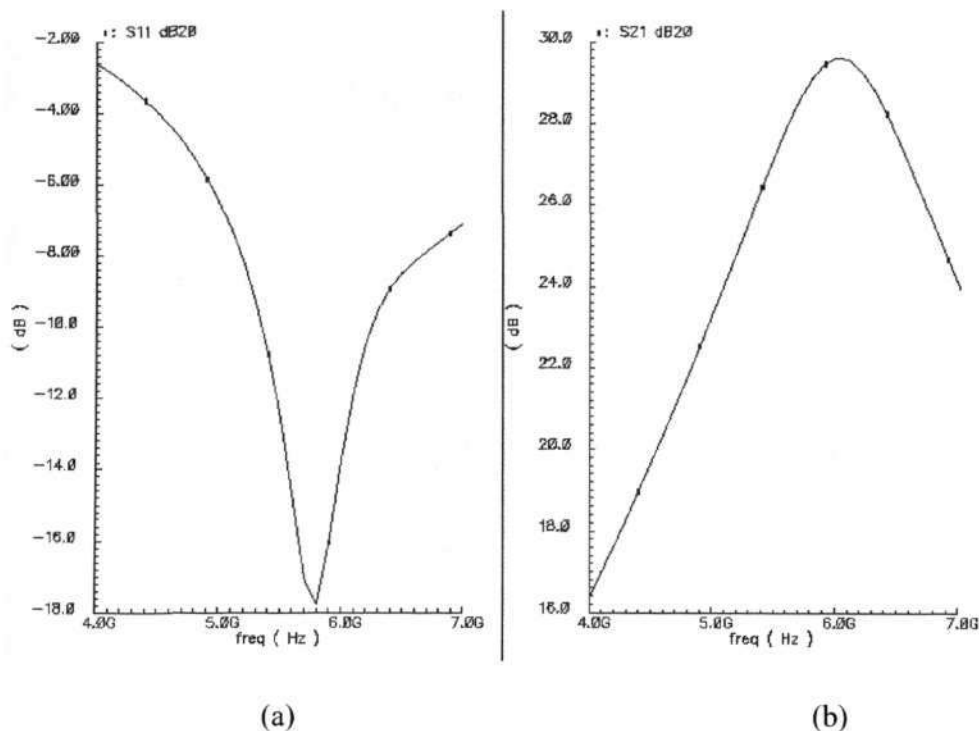 S11 dB20
-2.00
-4.00
-6.00
-8.00
-10.0
-12.0
-14.0
-16.0
-18.0
( dB )
4.0G 5.0G 6.0G 7.0G
freq ( Hz )
(a)
S21 dB20
30.0
28.0
26.0
24.0
22.0
20.0
18.0
16.0
( dB )
4.0G 5.0G 6.0G 7.0G
freq ( Hz )
(b)